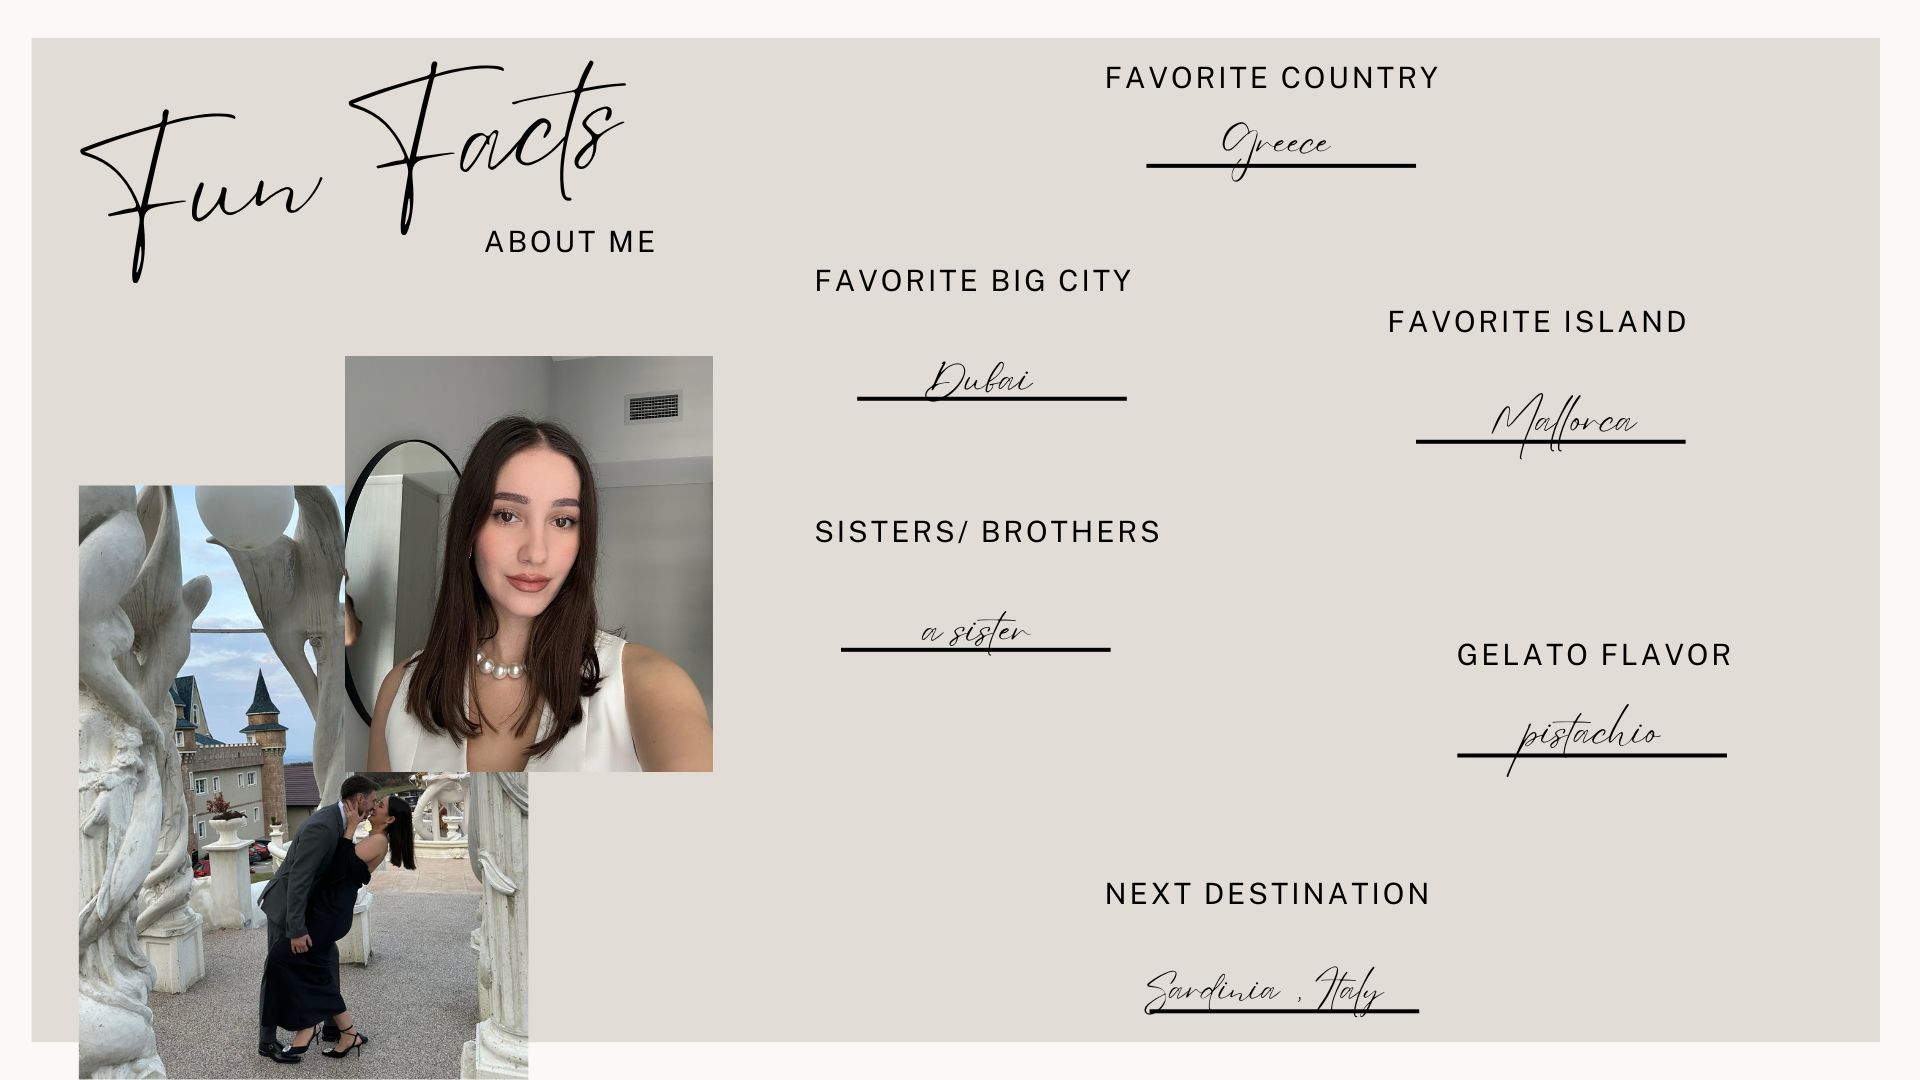 Fun Facts
ABOUT ME
FAVORITE COUNTRY
Greece
FAVORITE BIG CITY
Dubai
FAVORITE ISLAND
Mallorca
SISTERS/ BROTHERS
a sister
GELATO FLAVOR
pistachio
NEXT DESTINATION
Sardinia , Italy